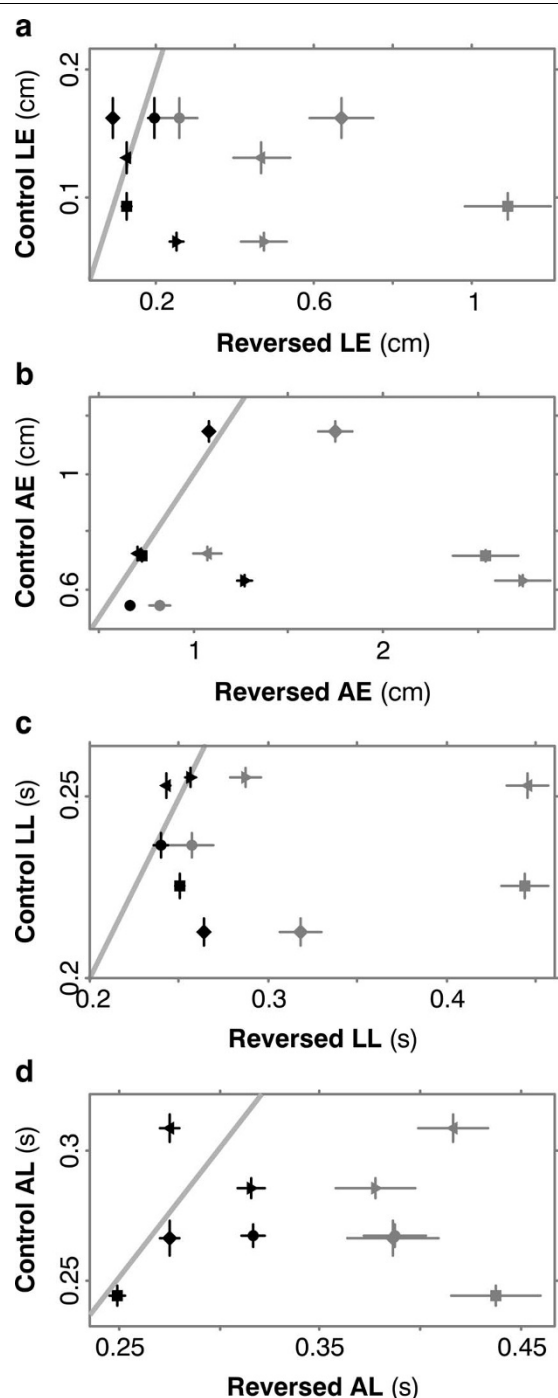 a
0.2
0.1
Control LE (cm)
0.2
0.6
1
Reversed LE (cm)
b
1
0.6
Control AE (cm)
1
2
Reversed AE (cm)
c
0.25
0.2
Control LL (s)
0.2
0.3
0.4
Reversed LL (s)
d
0.3
0.25
Control AL (s)
0.25
0.35
0.45
Reversed AL (s)